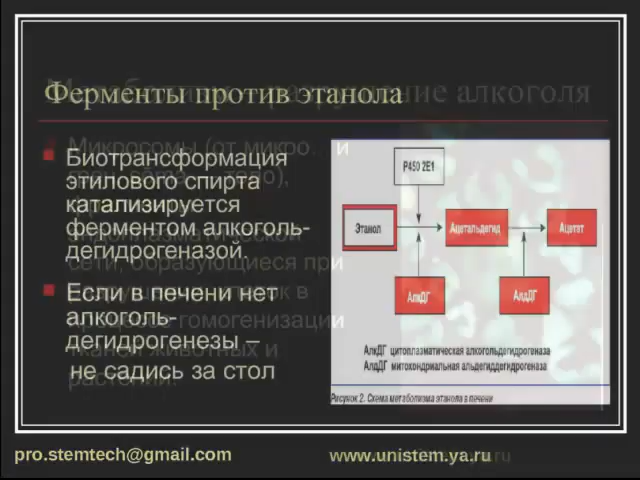 Ферменты против этанола
Биотрансформация
этилового спирта
катализируется
ферментом алкоголь-
дегидрогеназой.
Если в печени нет
алкоголь-
дегидрогенезы –
не садись за стол
P450 2E1
Этанол
Ацетальдегид
Ацетат
АлкДГ
АлдДГ
АлкДГ цитоплазматическая алкогольдегидрогеназа
АлдДГ митохондриальная альдегиддегидрогеназа
Рисунок 2. Схема метаболизма этанола в печени
pro.stemtech@gmail.com
www.unistem.ya.ru